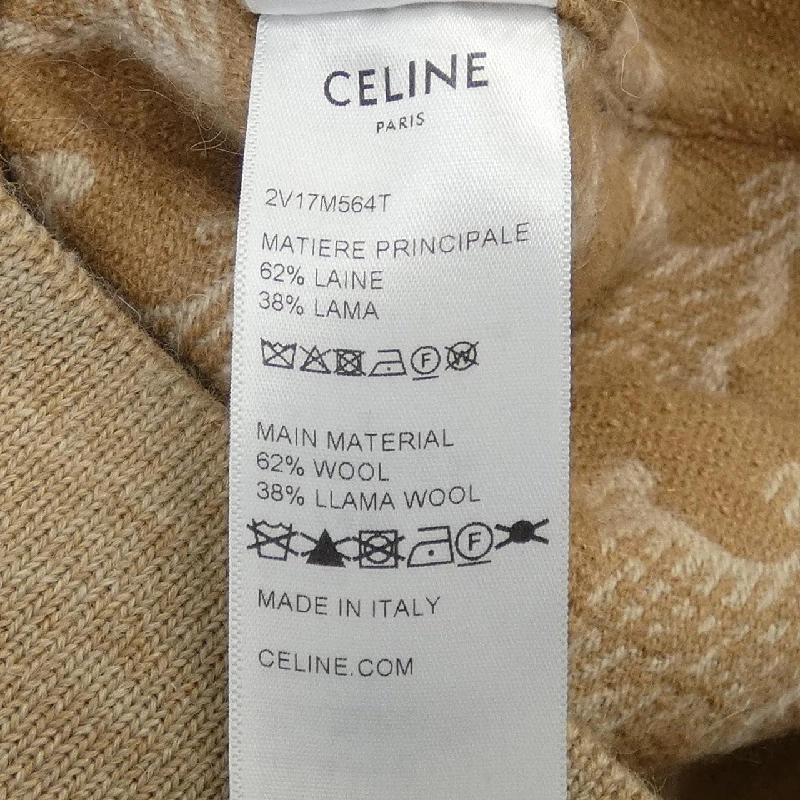 CELINE
PARIS
2V17M564T
MATIERE PRINCIPALE
62% LAINE
38% LAMA
F W
MAIN MATERIAL
62% WOOL
38% LLAMA WOOL
F
MADE IN ITALY
CELINE.COM